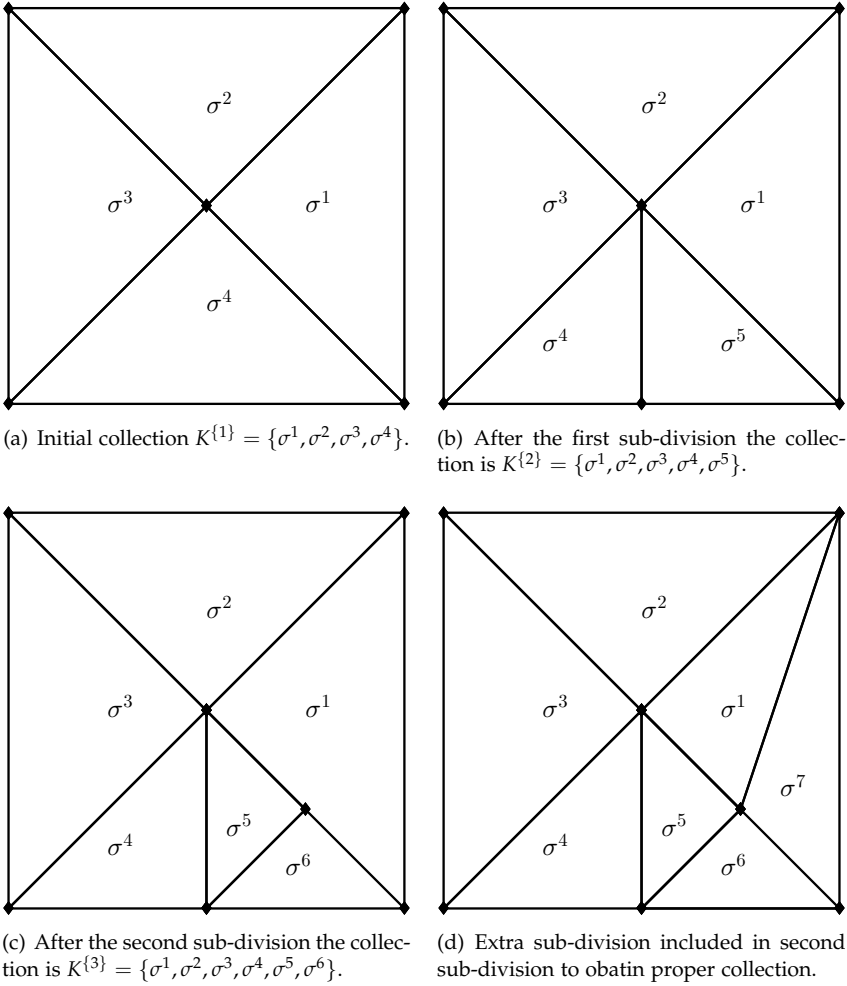 σ²
σ³
σ¹
σ⁴
σ²
σ³
σ¹
σ⁴
σ⁵
(a) Initial collection K^{1} = {σ¹, σ², σ³, σ⁴}.
(b) After the first sub-division the collec-
tion is K^{2} = {σ¹, σ², σ³, σ⁴, σ⁵}.
σ²
σ³
σ¹
σ⁴
σ⁵
σ⁶
σ²
σ³
σ¹
σ⁷
σ⁴
σ⁵
σ⁶
(c) After the second sub-division the collec-
tion is K^{3} = {σ¹, σ², σ³, σ⁴, σ⁵, σ⁶}.
(d) Extra sub-division included in second
sub-division to obatin proper collection.